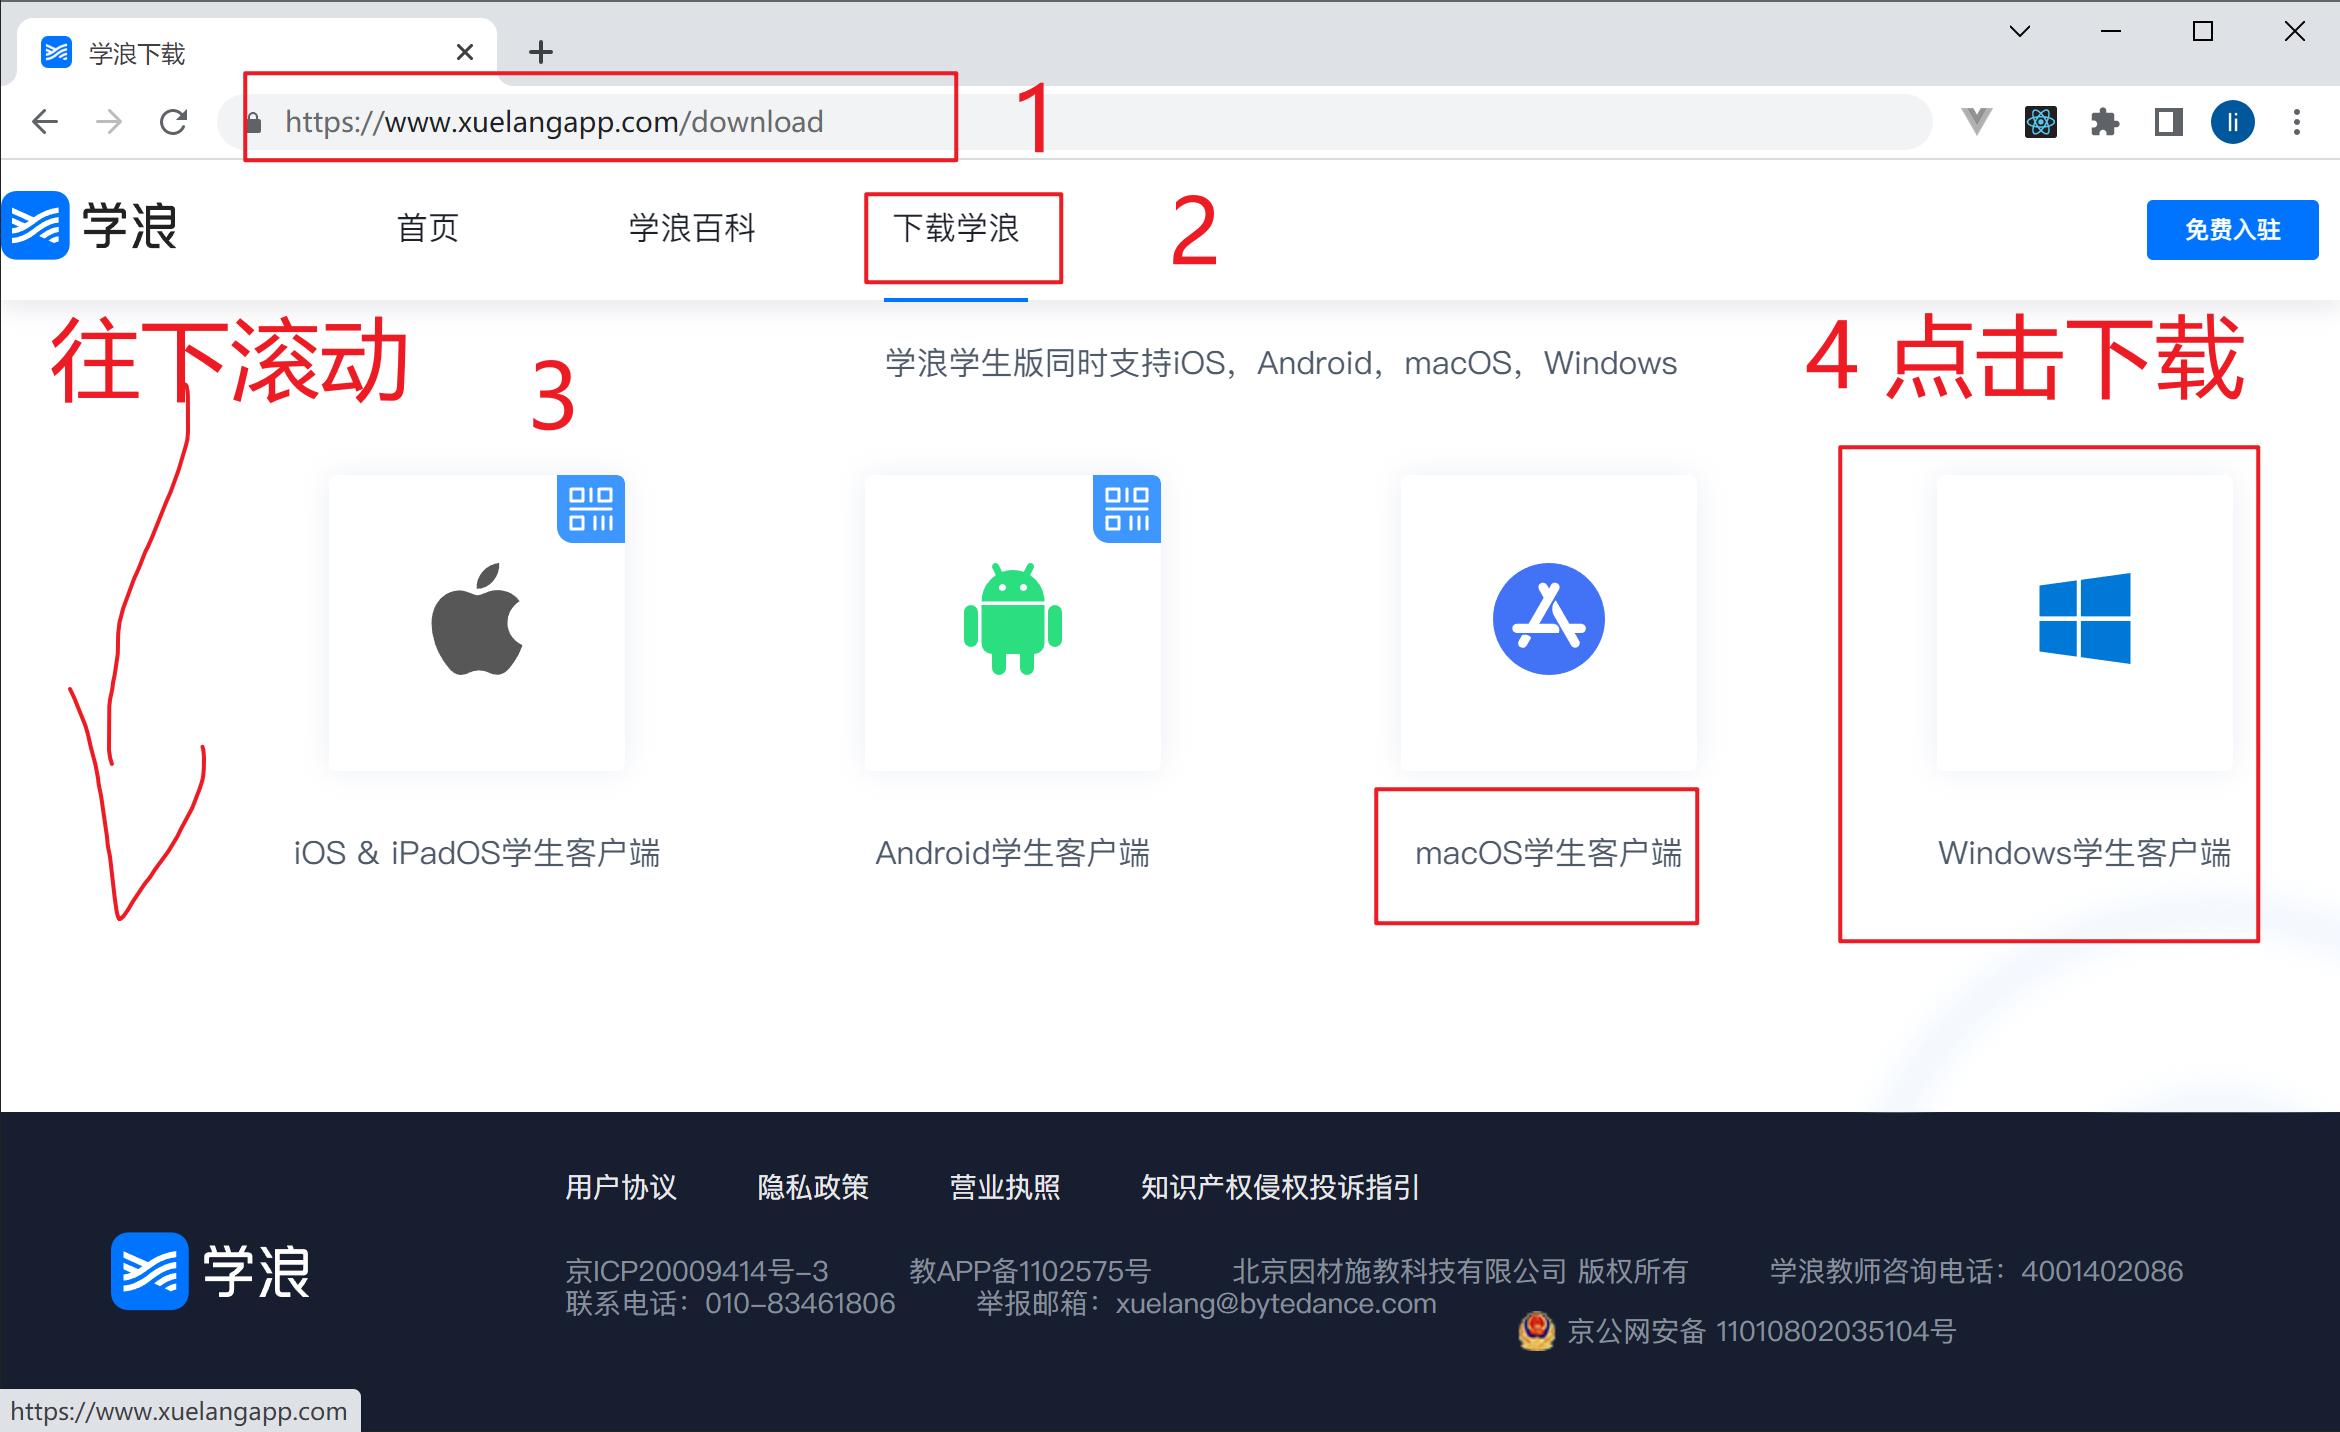 学浪下载
https://www.xuelangapp.com/download
1
学浪
首页
学浪百科
下载学浪
2
免费入驻
往下滚动
3
学浪学生版同时支持iOS，Android，macOS，Windows
4 点击下载
iOS & iPadOS学生客户端
Android学生客户端
macOS学生客户端
Windows学生客户端
用户协议
隐私政策
营业执照
知识产权侵权投诉指引
学浪
京ICP20009414号-3
教APP备1102575号
北京因材施教科技有限公司 版权所有
学浪教师咨询电话：4001402086
联系电话：010-83461806
举报邮箱：xuelang@bytedance.com
京公网安备 11010802035104号
https://www.xuelangapp.com
li